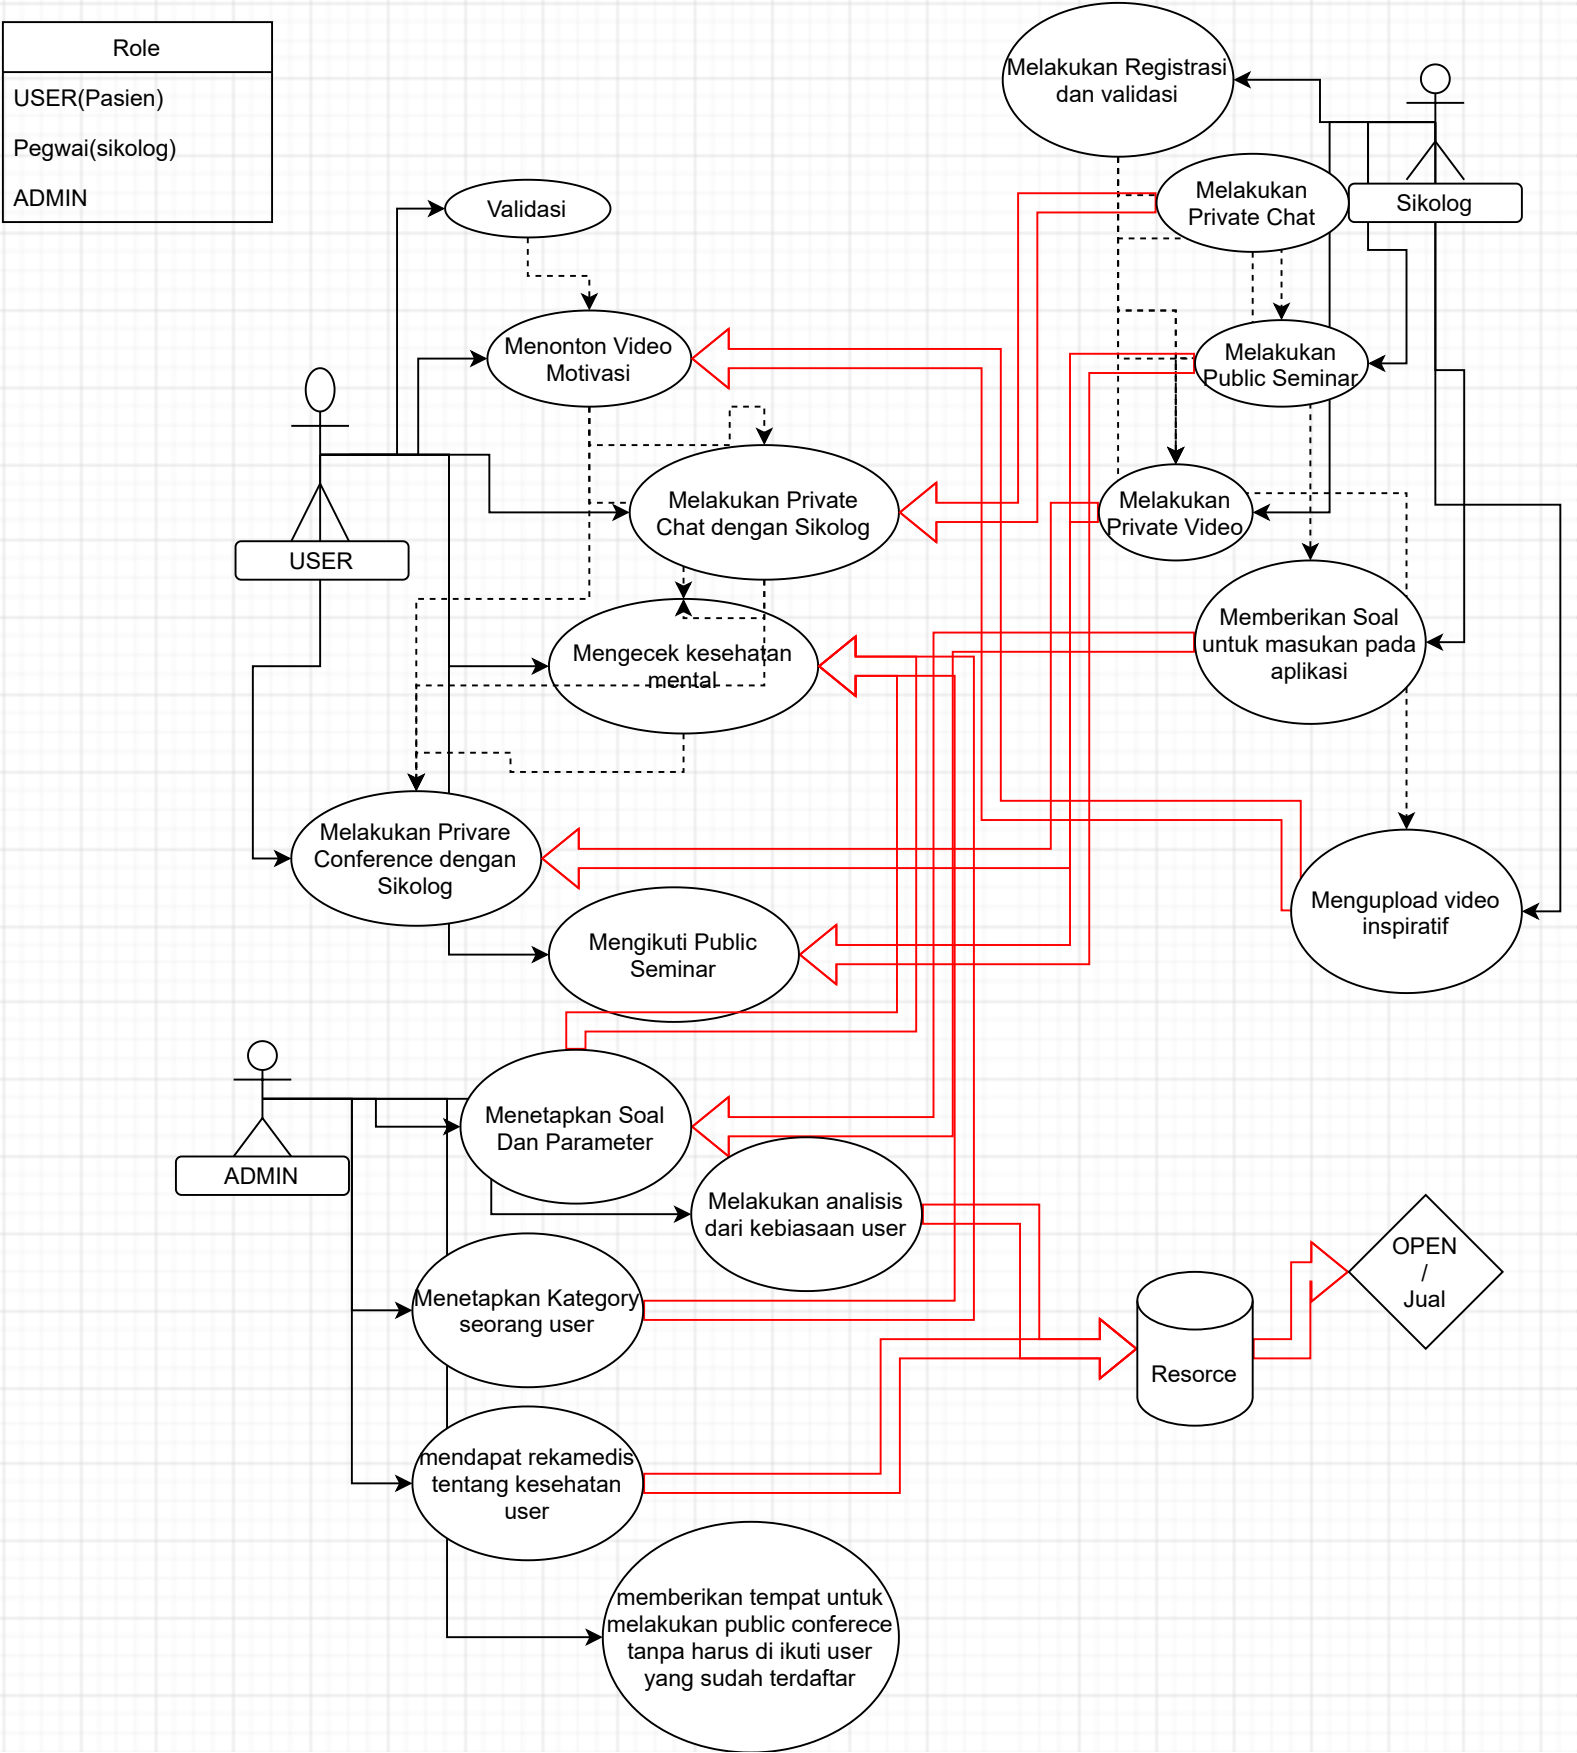 Role
USER(Pasien)
Pegwai(sikolog)
ADMIN
Melakukan Registrasi
dan validasi
Melakukan
Private Chat
Sikolog
Validasi
Menonton Video
Motivasi
Melakukan
Public Seminar
Melakukan Private
Chat dengan Sikolog
Melakukan
Private Video
USER
Mengecek kesehatan
mental
Memberikan Soal
untuk masukan pada
aplikasi
Melakukan Privare
Conference dengan
Sikolog
Mengupload video
inspiratif
Mengikuti Public
Seminar
ADMIN
Menetapkan Soal
Dan Parameter
Melakukan analisis
dari kebiasaan user
Menetapkan Kategory
seorang user
OPEN
/
Jual
Resorce
mendapat rekamedis
tentang kesehatan
user
memberikan tempat untuk
melakukan public conferece
tanpa harus di ikuti user
yang sudah terdaftar